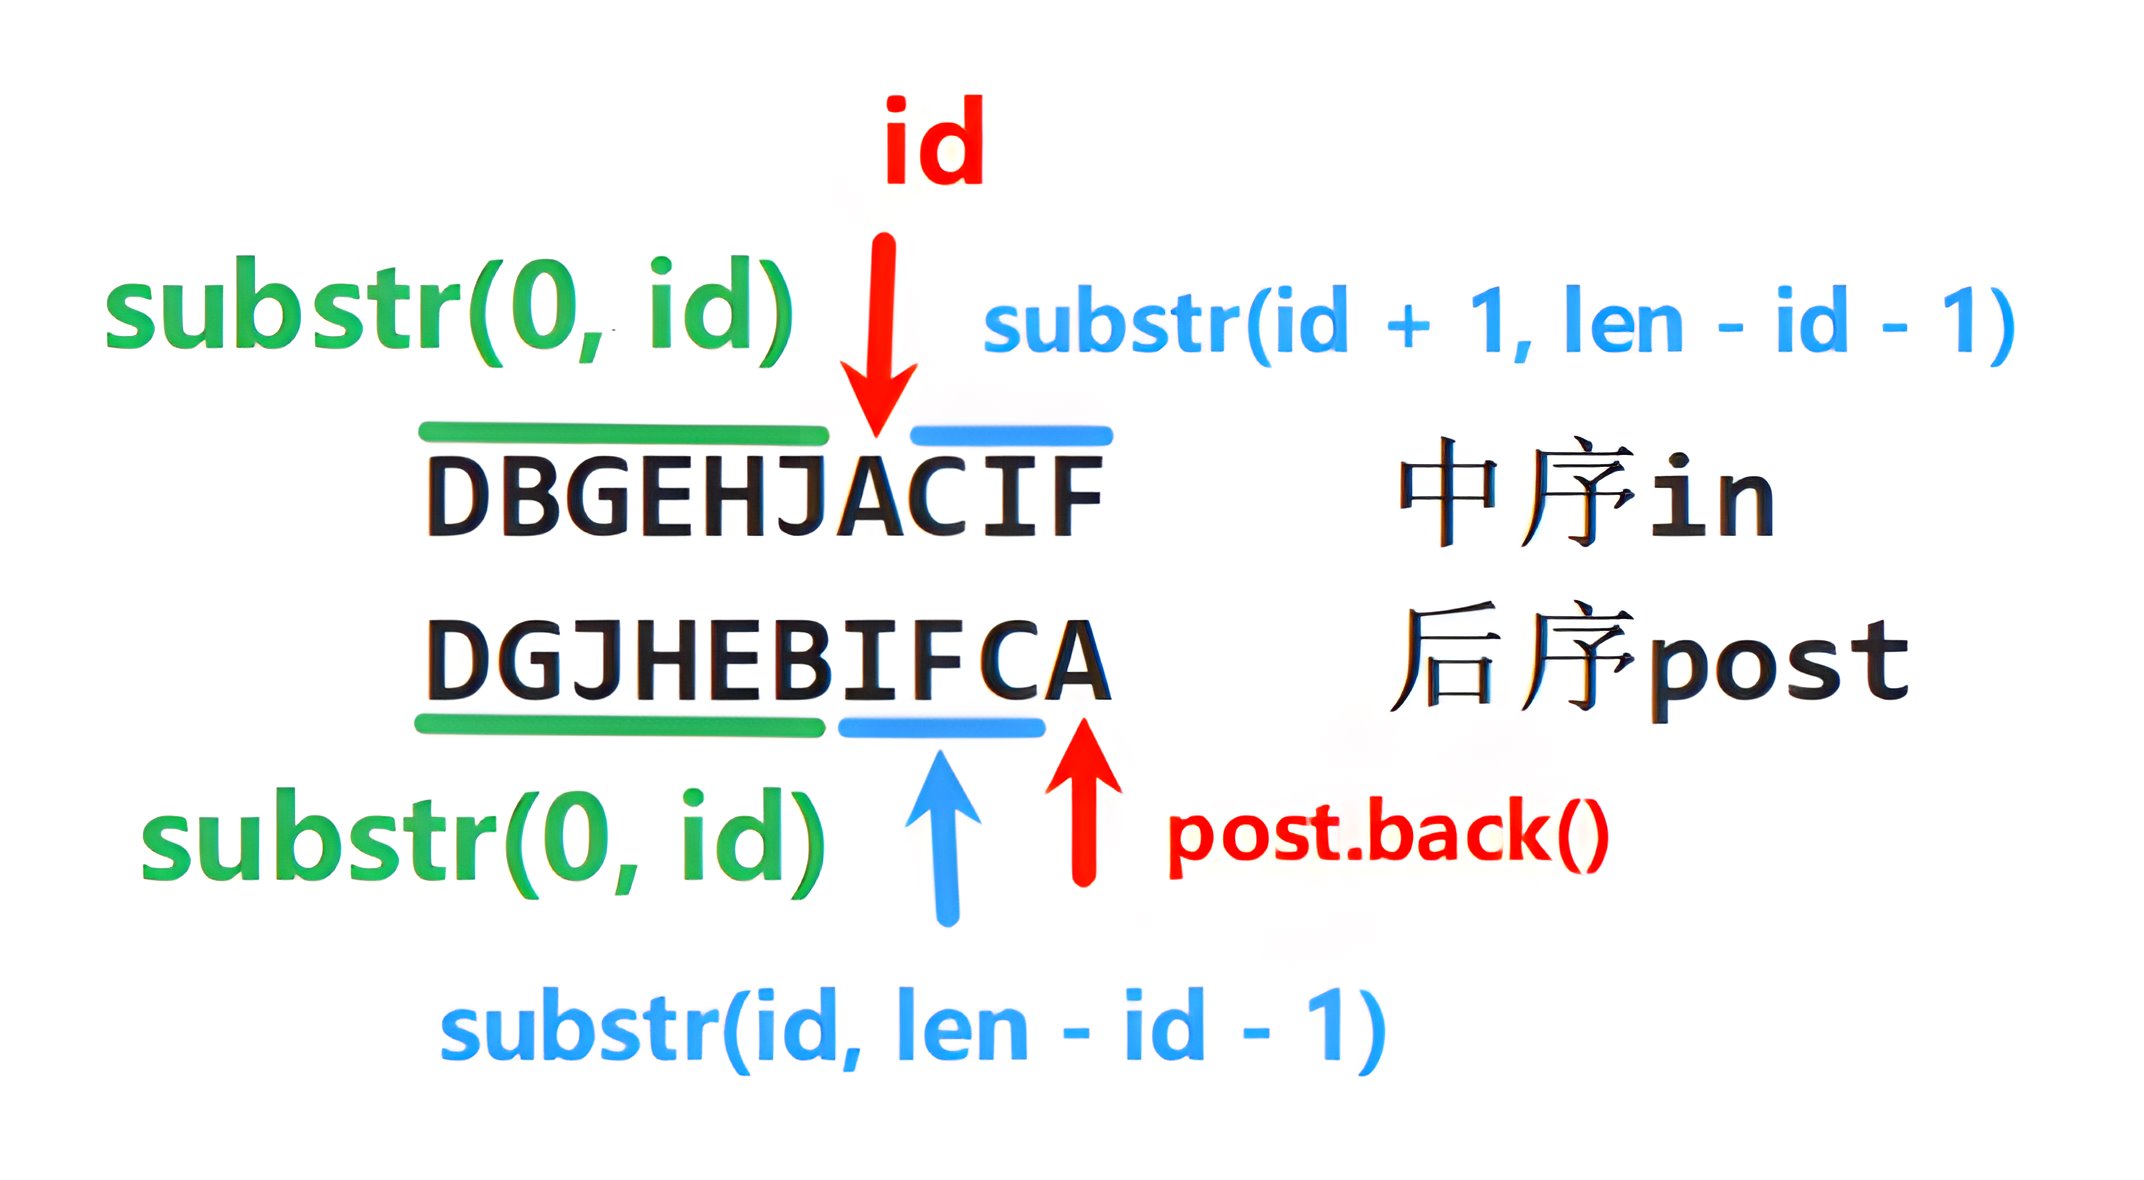 id
substr(0, id)
substr(id + 1, len - id - 1)
DBGEHJACIF 中序in
DGJHEBIFCA 后序post
substr(0, id)
post.back()
substr(id, len - id - 1)